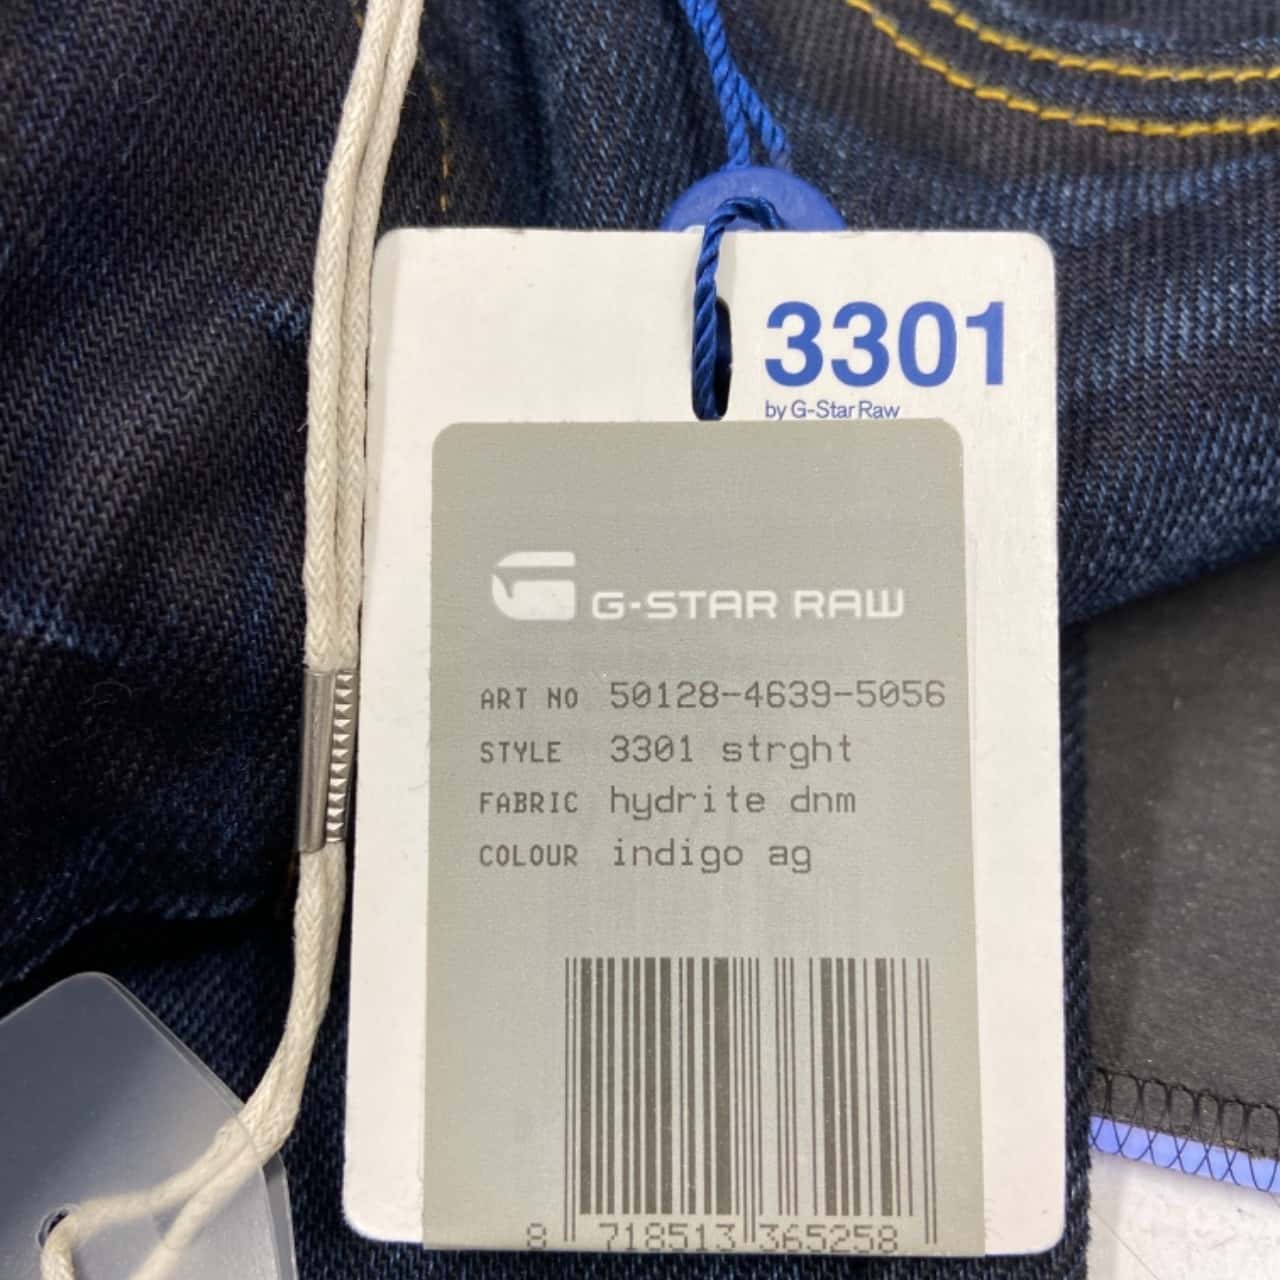 3301
by G-Star Raw
G-STAR RAW
ART NO 50128-4639-5056
STYLE 3301 strght
FABRIC hydrite dnm
COLOUR indigo ag
8 718513 365258